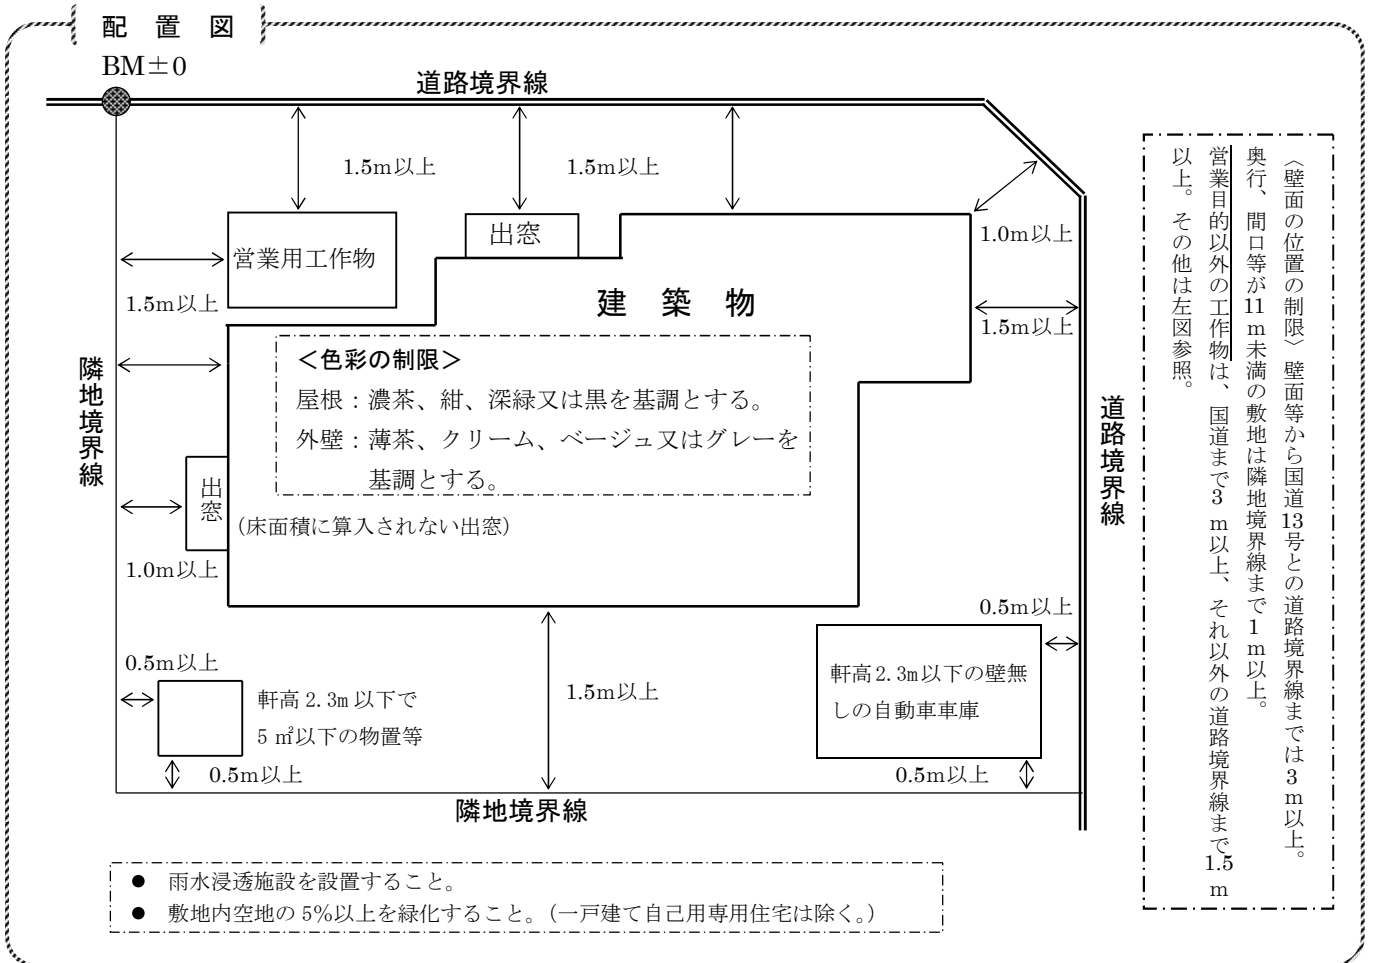 配 置 図
BM±0
道路境界線
1.5m以上
1.5m以上
営業用工作物
出窓
1.0m以上
1.5m以上
建 築 物
1.5m以上
隣地境界線
<色彩の制限>
屋根：濃茶、紺、深緑又は黒を基調とする。
外壁：薄茶、クリーム、ベージュ又はグレーを
基調とする。
出窓
(床面積に算入されない出窓)
1.0m以上
道路境界線
0.5m以上
0.5m以上
軒高 2.3m 以下で
5 ㎡以下の物置等
0.5m以上
1.5m以上
軒高 2.3m 以下の壁無
しの自動車車庫
0.5m以上
隣地境界線
〈壁面の位置の制限〉壁面等から国道13号との道路境界線までは3m以上。
奥行、間口等が11m未満の敷地は隣地境界線まで1m以上。
営業目的以外の工作物は、国道まで3m以上、それ以外の道路境界線まで1.5m
以上。その他は左図参照。
● 雨水浸透施設を設置すること。
● 敷地内空地の 5%以上を緑化すること。(一戸建て自己用専用住宅は除く。)